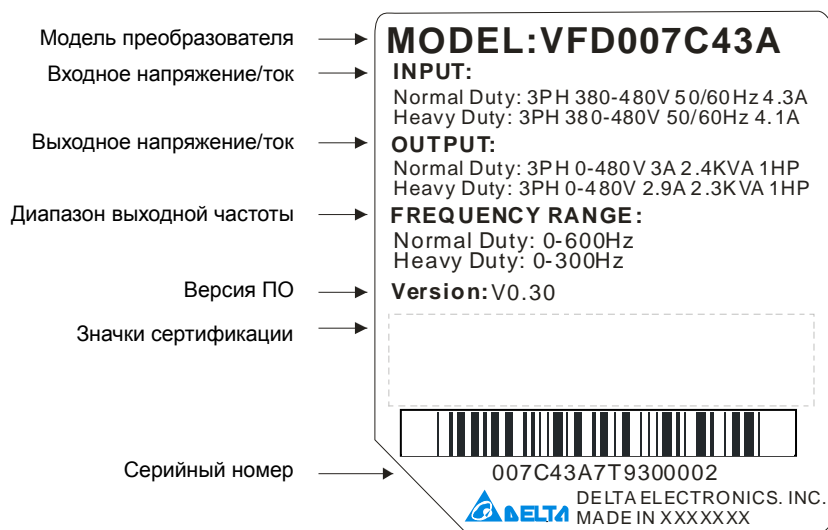 Модель преобразователя
MODEL:VFD007C43A
Входное напряжение/ток
INPUT:
Normal Duty: 3PH 380-480V 50/60Hz 4.3A
Heavy Duty: 3PH 380-480V 50/60Hz 4.1A
Выходное напряжение/ток
OUTPUT:
Normal Duty: 3PH 0-480V 3A 2.4KVA 1HP
Heavy Duty: 3PH 0-480V 2.9A 2.3KVA 1HP
Диапазон выходной частоты
FREQUENCY RANGE:
Normal Duty: 0-600Hz
Heavy Duty: 0-300Hz
Версия ПО
Version:V0.30
Значки сертификации
Серийный номер
007C43A7T9300002
DELTA
DELTA ELECTRONICS. INC.
MADE IN XXXXXXX